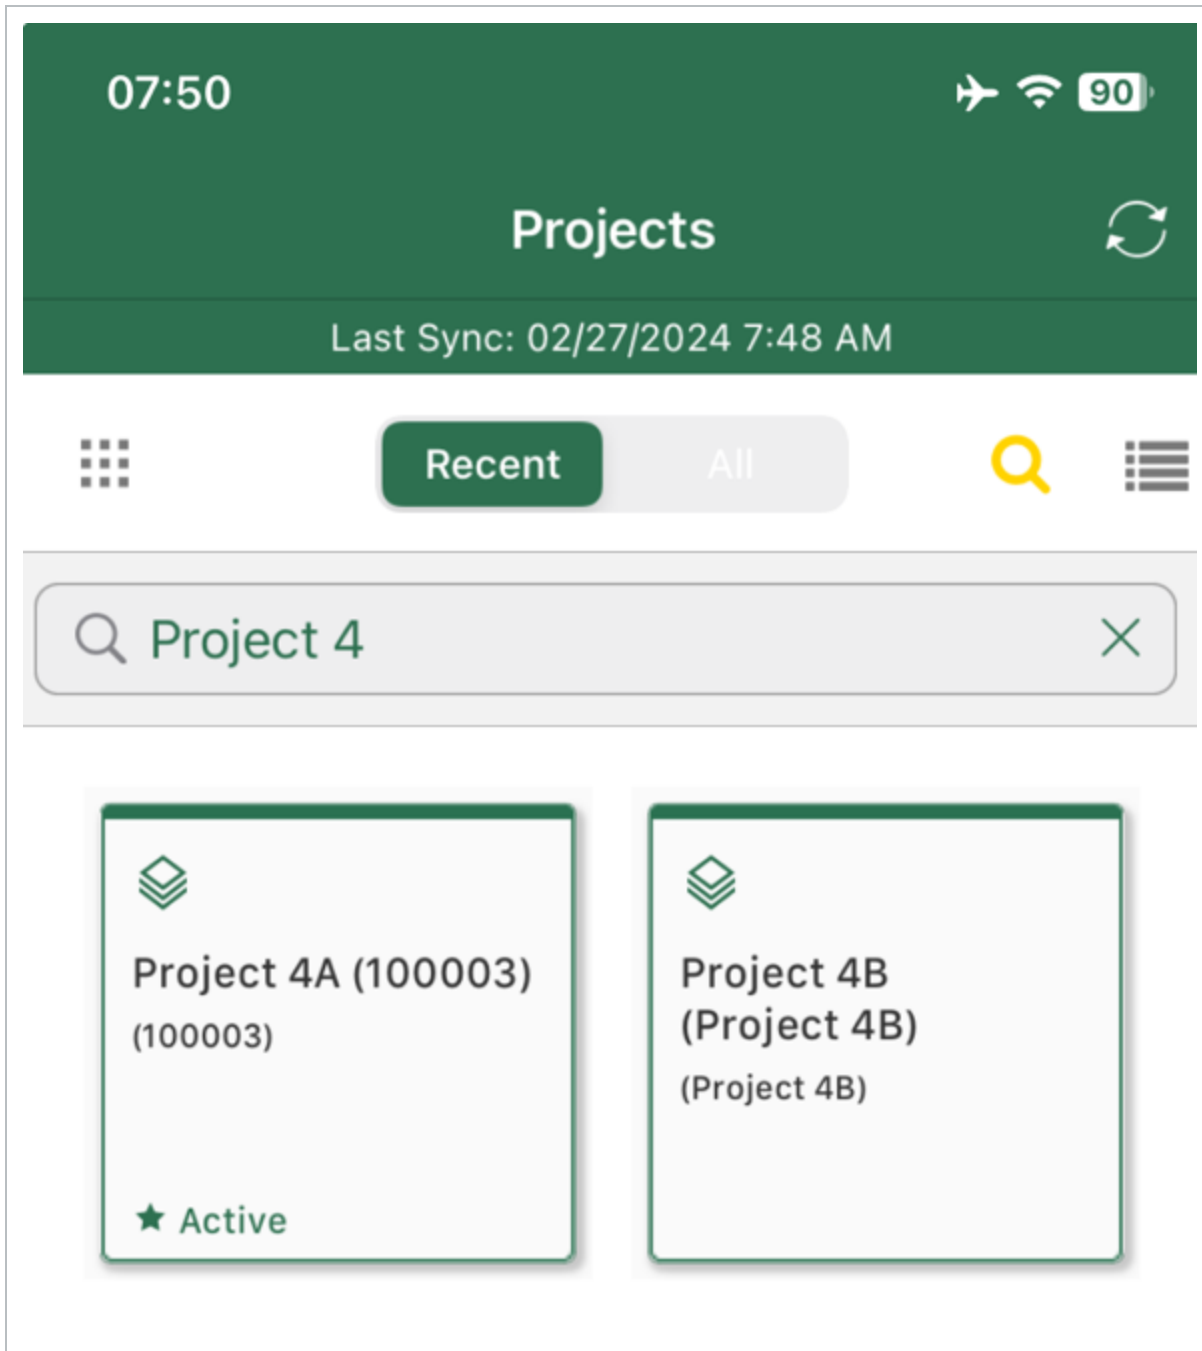 07:50
90
Projects
Last Sync: 02/27/2024 7:48 AM
Recent
All
Project 4
Project 4A (100003)
(100003)
Active
Project 4B
(Project 4B)
(Project 4B)